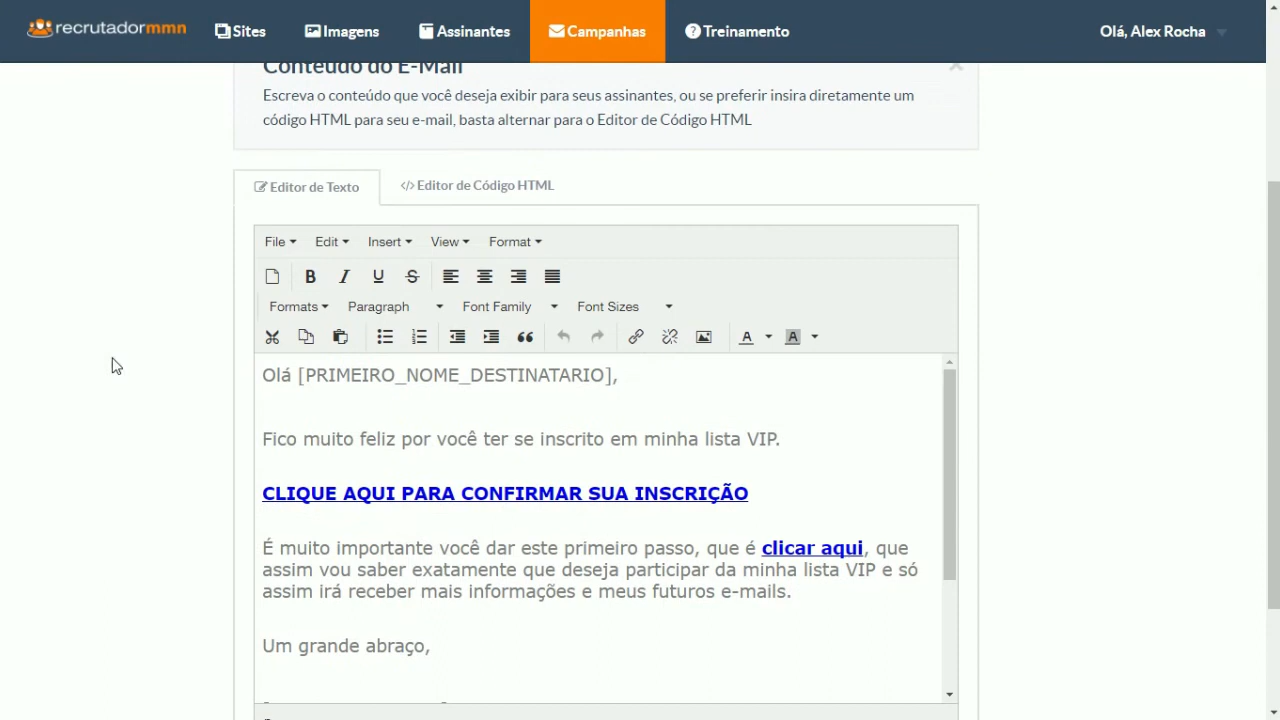 recrutadormmn Sites Imagens Assinantes Campanhas Treinamento Olá, Alex Rocha
Conteúdo do E-Mail
Escreva o conteúdo que você deseja exibir para seus assinantes, ou se preferir insira diretamente um
código HTML para seu e-mail, basta alternar para o Editor de Código HTML
Editor de Texto </> Editor de Código HTML
File Edit Insert View Format
B I U S
Formats Paragraph Font Family Font Sizes
A A
Olá [PRIMEIRO_NOME_DESTINATARIO],
Fico muito feliz por você ter se inscrito em minha lista VIP.
CLIQUE AQUI PARA CONFIRMAR SUA INSCRIÇÃO
É muito importante você dar este primeiro passo, que é clicar aqui, que
assim vou saber exatamente que deseja participar da minha lista VIP e só
assim irá receber mais informações e meus futuros e-mails.
Um grande abraço,